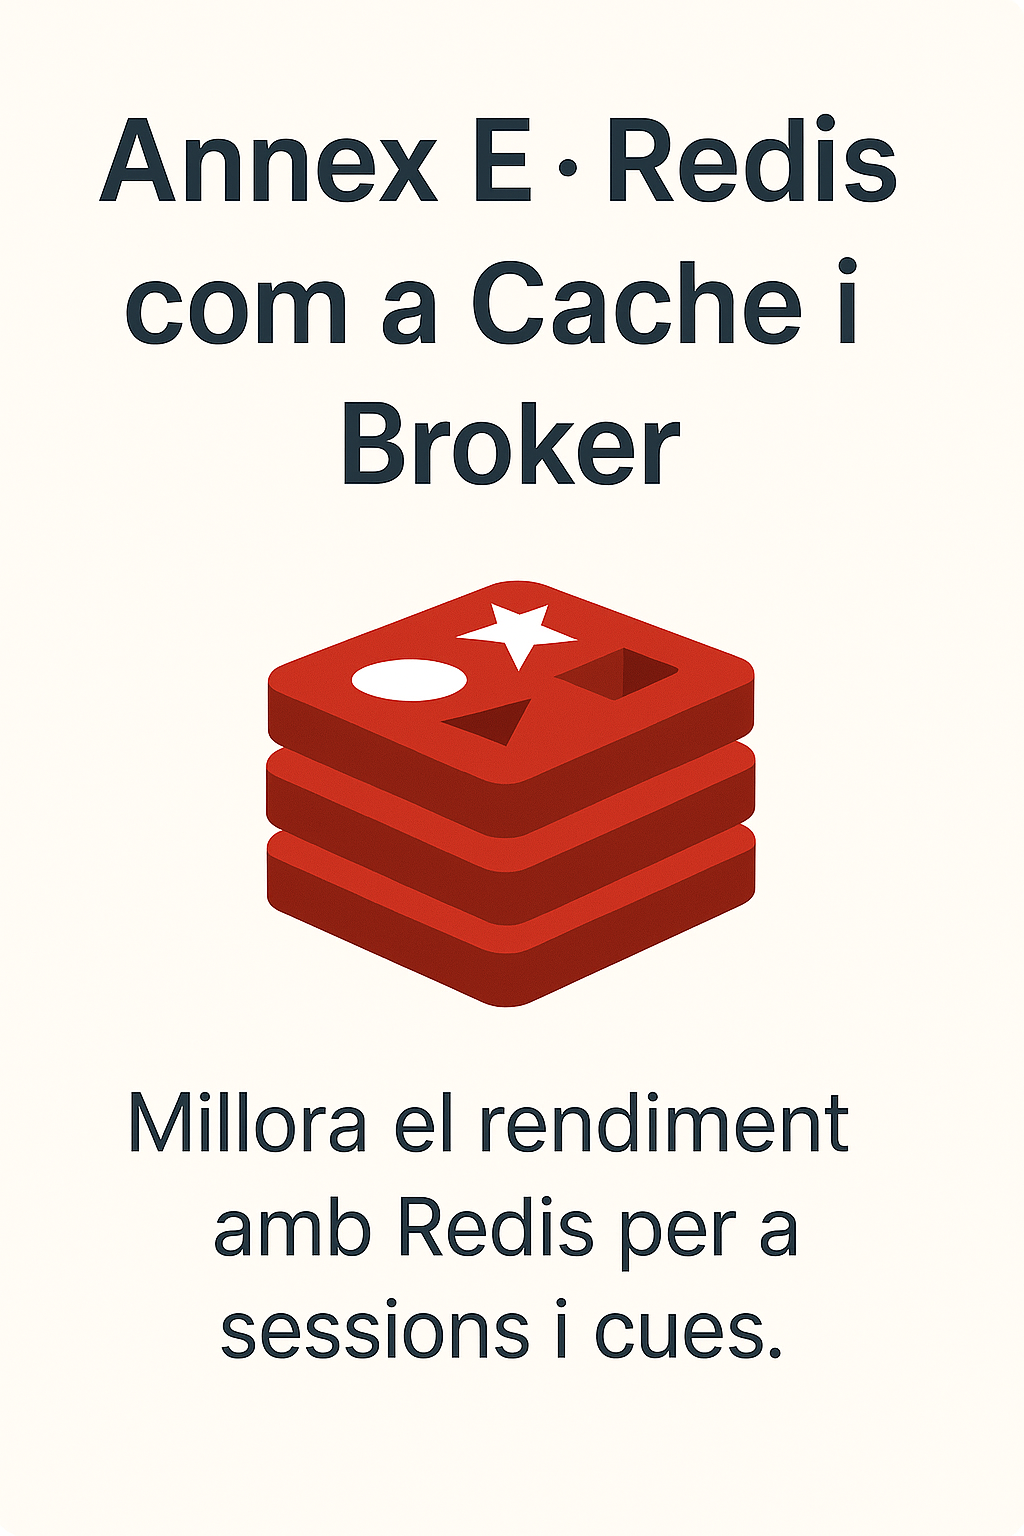 Annex E · Redis
com a Cache i
Broker
Millora el rendiment
amb Redis per a
sessions i cues.